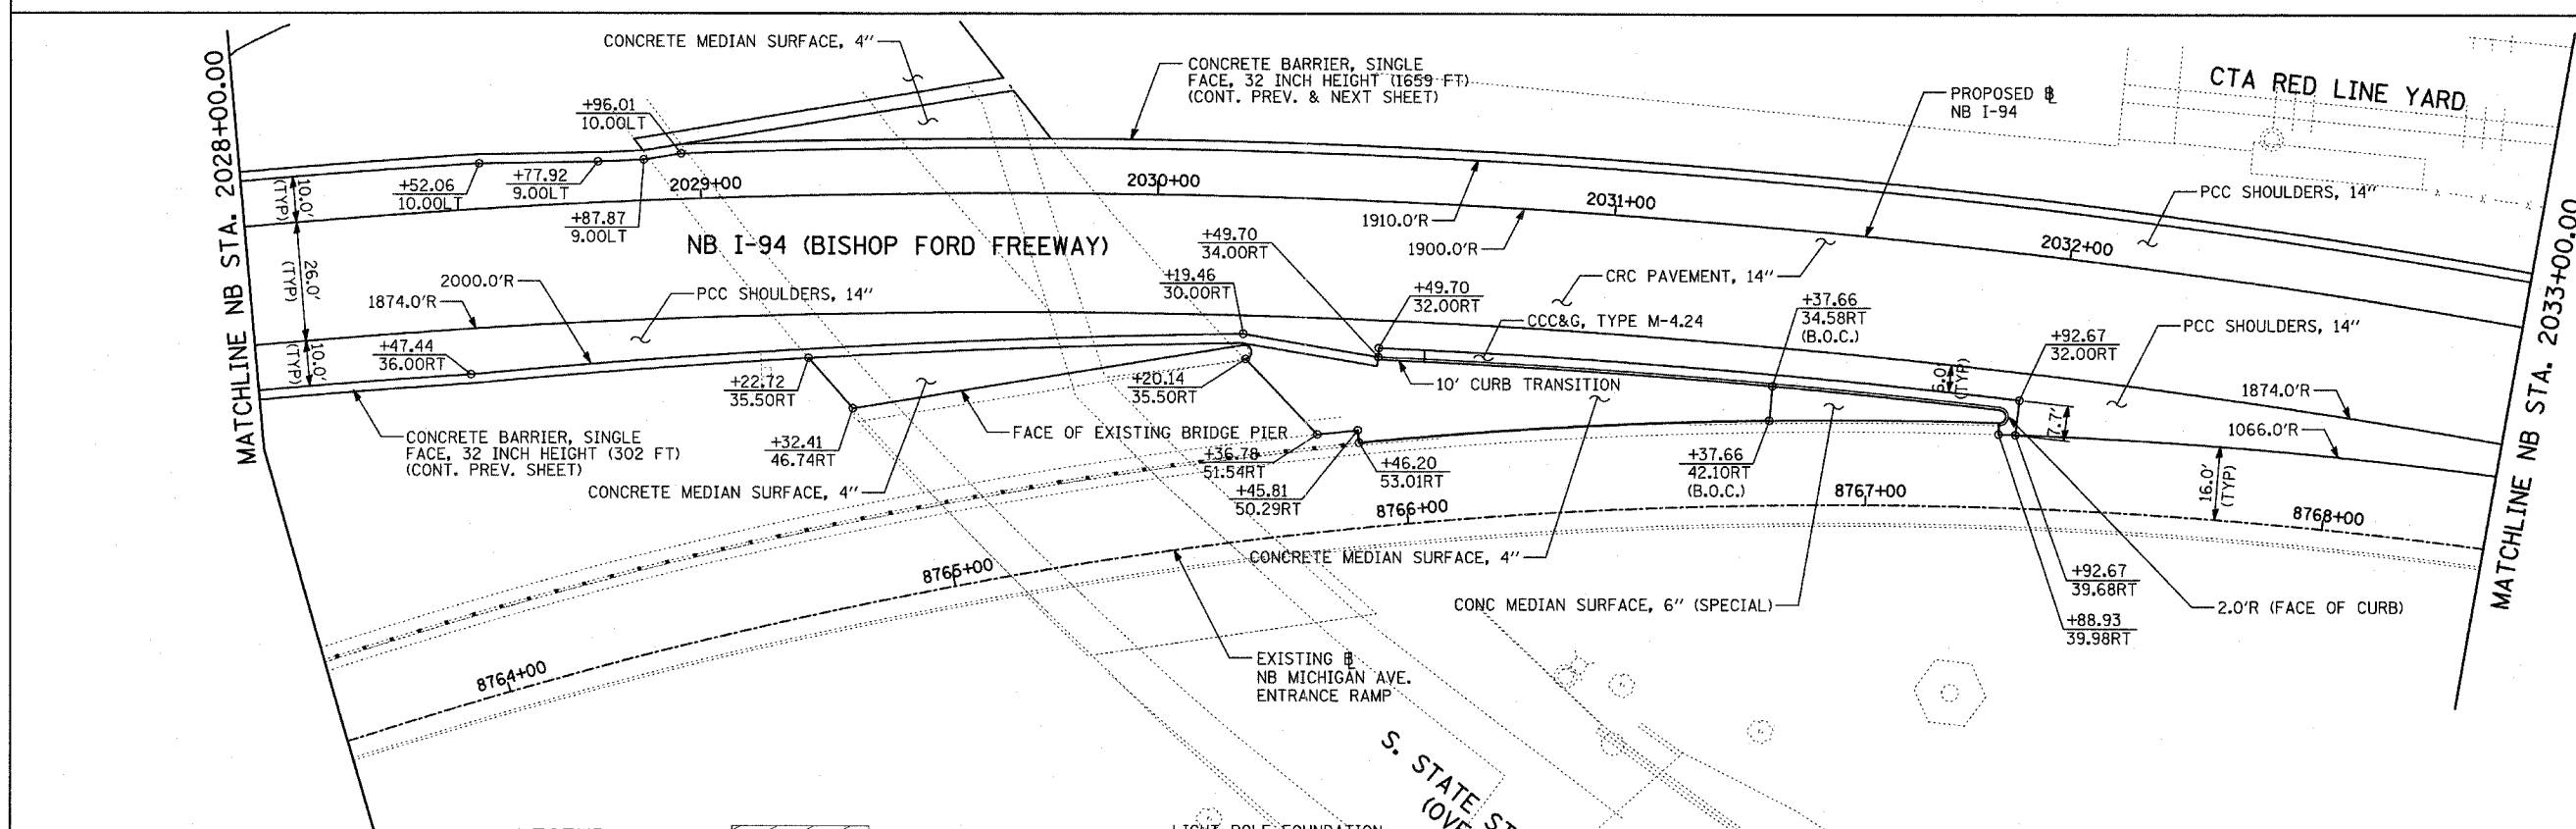 MATCHLINE NB STA. 2028+00.00
CONCRETE MEDIAN SURFACE, 4"
+96.01
10.00LT
CONCRETE BARRIER, SINGLE
FACE, 32 INCH HEIGHT (1659 FT)
(CONT. PREV. & NEXT SHEET)
PROPOSED ℄
NB I-94
CTA RED LINE YARD
10.0'
(TYP)
+52.06
10.00LT
+77.92
9.00LT
+87.87
9.00LT
2029+00
2030+00
2031+00
2032+00
1910.0'R
1900.0'R
PCC SHOULDERS, 14"
NB I-94 (BISHOP FORD FREEWAY)
26.0'
(TYP)
1874.0'R
2000.0'R
PCC SHOULDERS, 14"
+19.46
30.00RT
+49.70
34.00RT
+49.70
32.00RT
CRC PAVEMENT, 14"
CCC&G, TYPE M-4.24
+37.66
34.58RT
(B.O.C.)
+92.67
32.00RT
PCC SHOULDERS, 14"
10.0'
(TYP)
+47.44
36.00RT
+22.72
35.50RT
+20.14
35.50RT
10' CURB TRANSITION
(TYP)
7.7'
1874.0'R
1066.0'R
CONCRETE BARRIER, SINGLE
FACE, 32 INCH HEIGHT (302 FT)
(CONT. PREV. SHEET)
+32.41
46.74RT
FACE OF EXISTING BRIDGE PIER
+36.78
51.54RT
+45.81
50.29RT
+46.20
53.01RT
+37.66
42.10RT
(B.O.C.)
16.0'
(TYP)
CONCRETE MEDIAN SURFACE, 4"
8764+00
8765+00
8766+00
8767+00
8768+00
CONCRETE MEDIAN SURFACE, 4"
CONC MEDIAN SURFACE, 6" (SPECIAL)
+92.67
39.68RT
+88.93
39.98RT
2.0'R (FACE OF CURB)
EXISTING ℄
NB MICHIGAN AVE.
ENTRANCE RAMP
MATCHLINE NB STA. 2033+00.00
S. STATE ST
(OVE
LIGHT POLE FOUNDATION